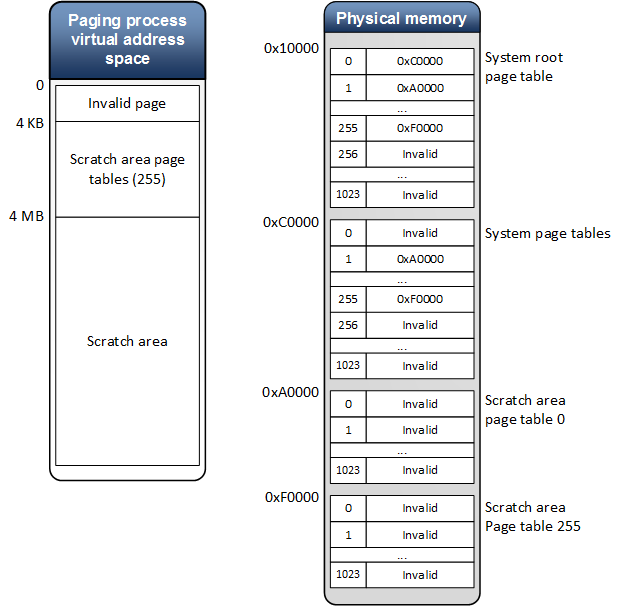 Paging process
virtual address
space
0
Invalid page
4 KB
Scratch area page
tables (255)
4 MB
Scratch area
Physical memory
0x10000
System root
page table
0 0xC0000
1 0xA0000
...
255 0xF0000
256 Invalid
...
1023 Invalid
0xC0000
System page tables
0 Invalid
1 0xA0000
...
255 0xF0000
256 Invalid
...
1023 Invalid
0xA0000
Scratch area
page table 0
0 Invalid
1 Invalid
...
1023 Invalid
0xF0000
Scratch area
Page table 255
0 Invalid
1 Invalid
...
1023 Invalid